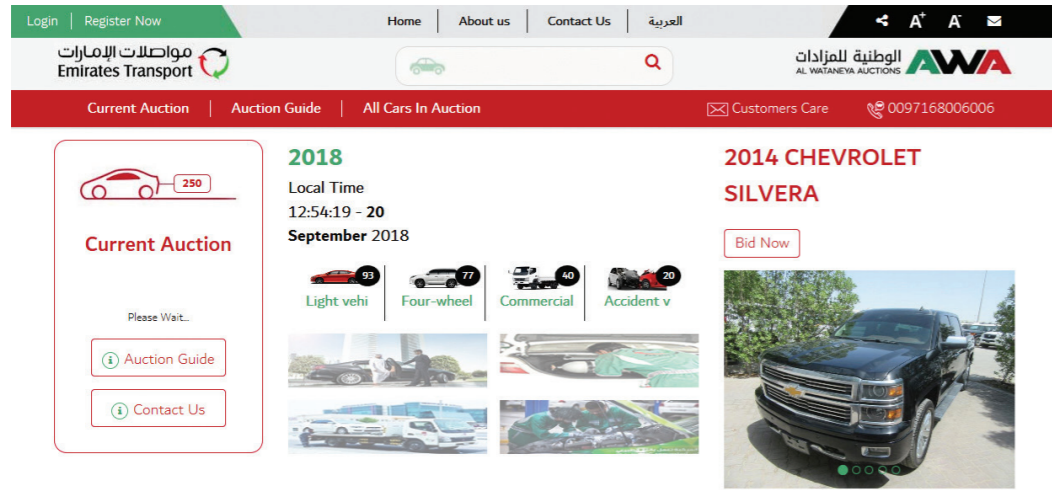 Login
Register Now
Home
About us
Contact Us
العربية
A+
A-
مواصلات الإمارات
Emirates Transport
الوطنية للمزادات
AL WATANEYA AUCTIONS
AWA
Current Auction
Auction Guide
All Cars In Auction
Customers Care
0097168006006
250
Current Auction
Please Wait...
Auction Guide
Contact Us
2018
Local Time
12:54:19 - 20
September 2018
93
77
40
20
Light vehi
Four-wheel
Commercial
Accident v
2014 CHEVROLET
SILVERA
Bid Now